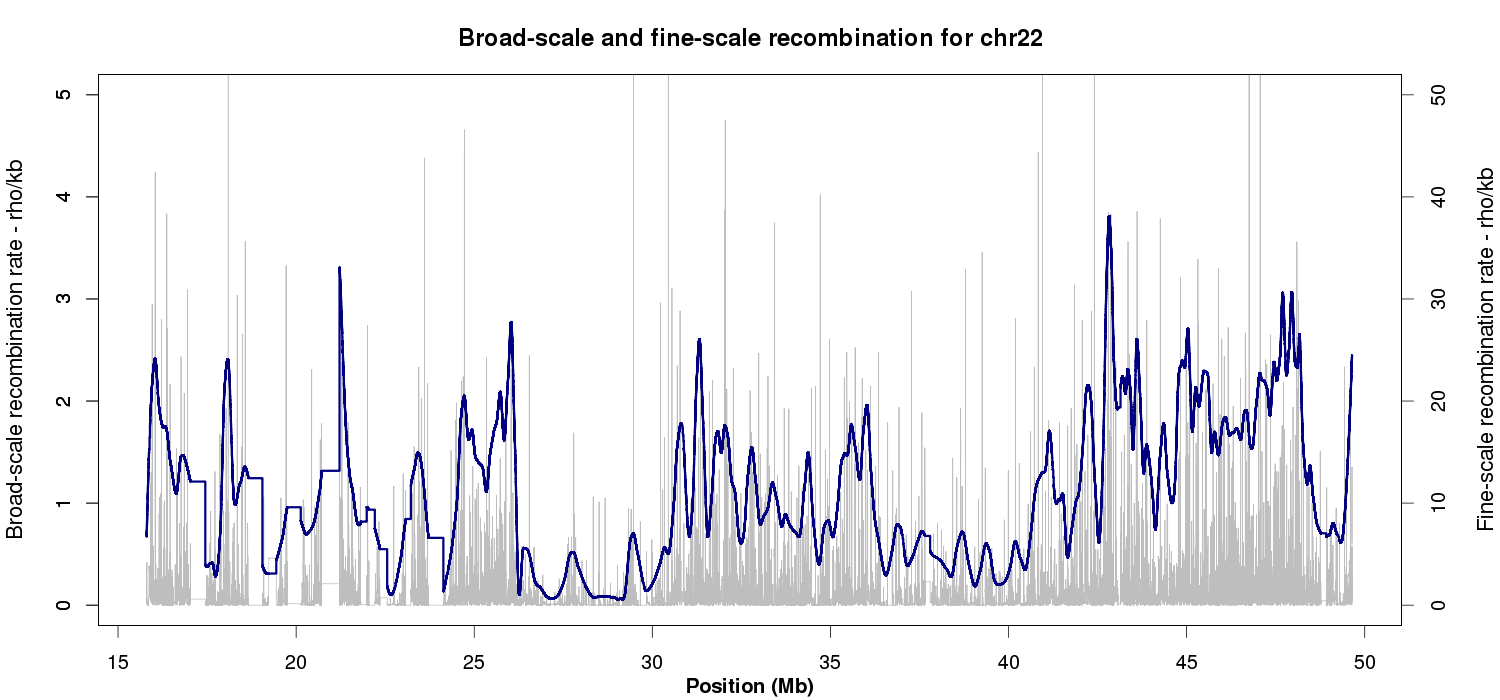 Broad-scale and fine-scale recombination for chr22
Broad-scale recombination rate - rho/kb
5
4
3
2
1
0
50
40
30
20
10
0
Fine-scale recombination rate - rho/kb
15 20 25 30 35 40 45 50
Position (Mb)